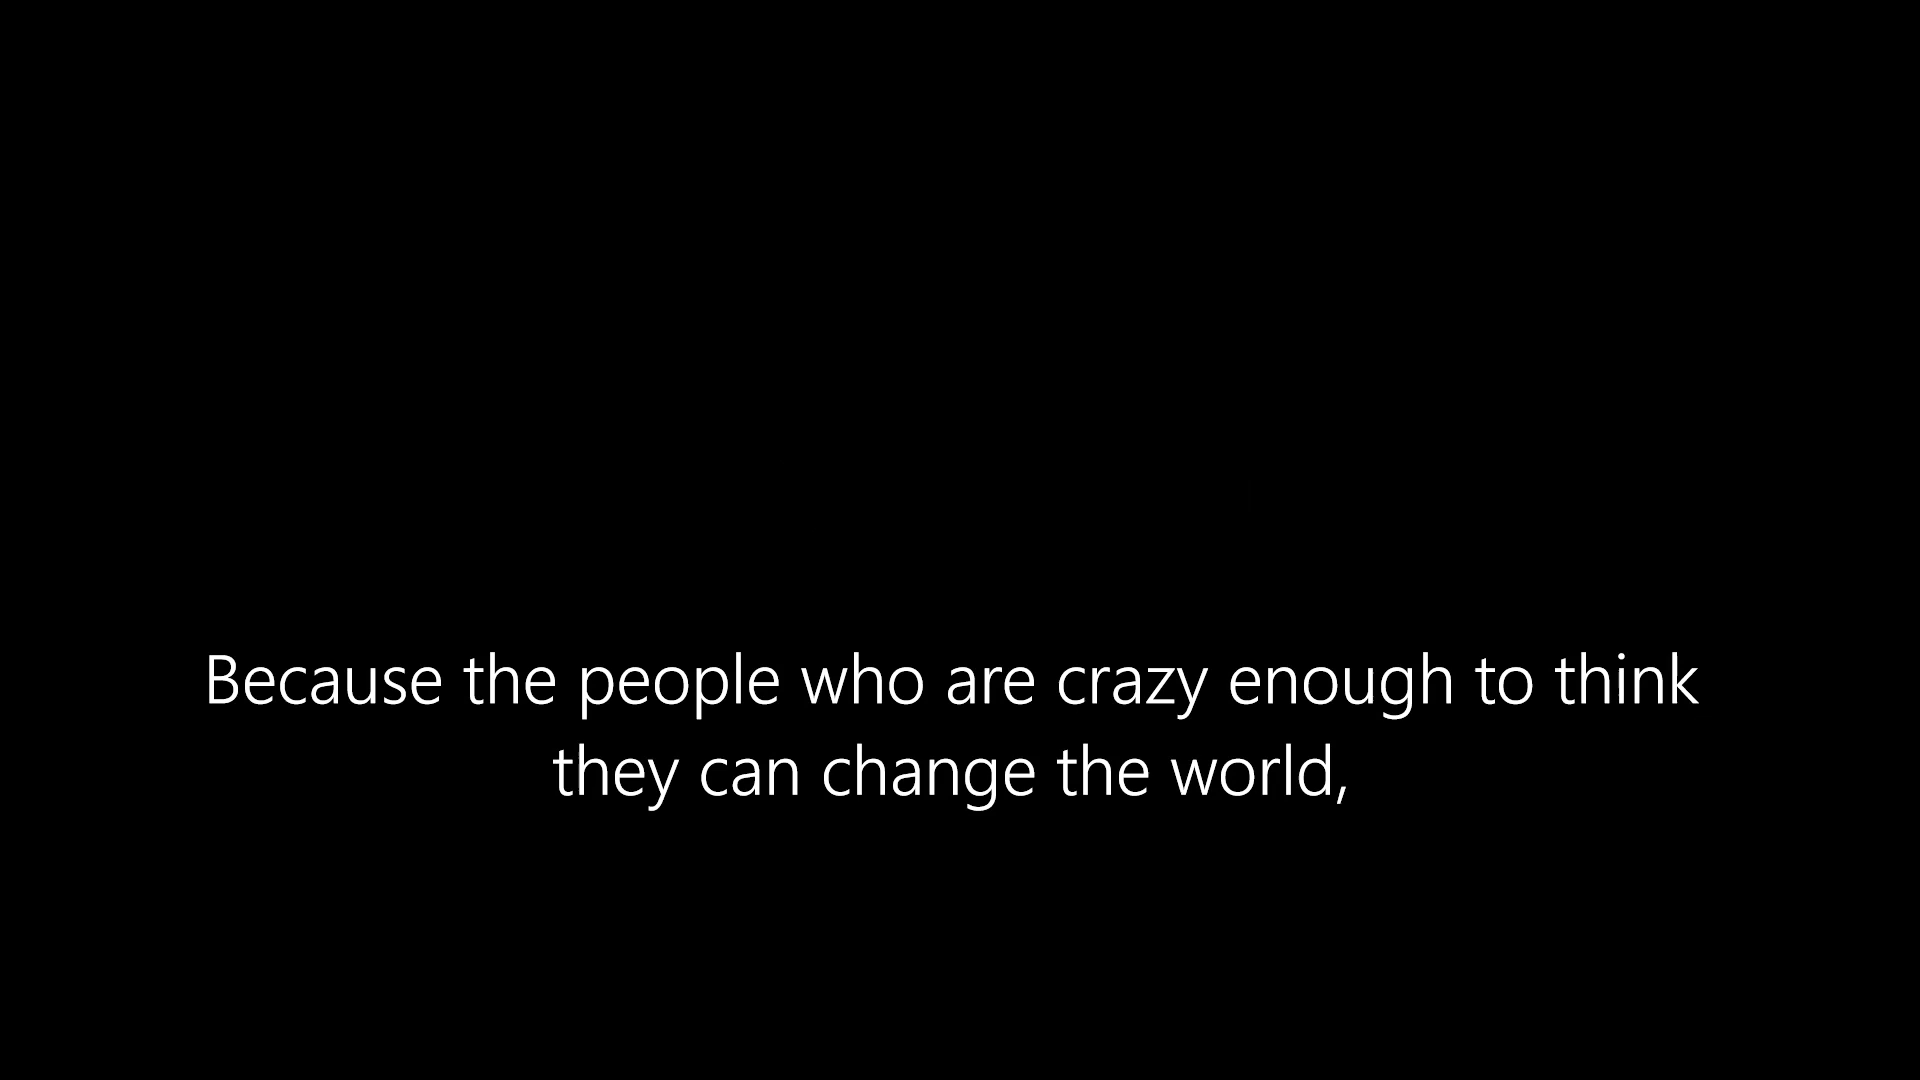 Because the people who are crazy enough to think
they can change the world,